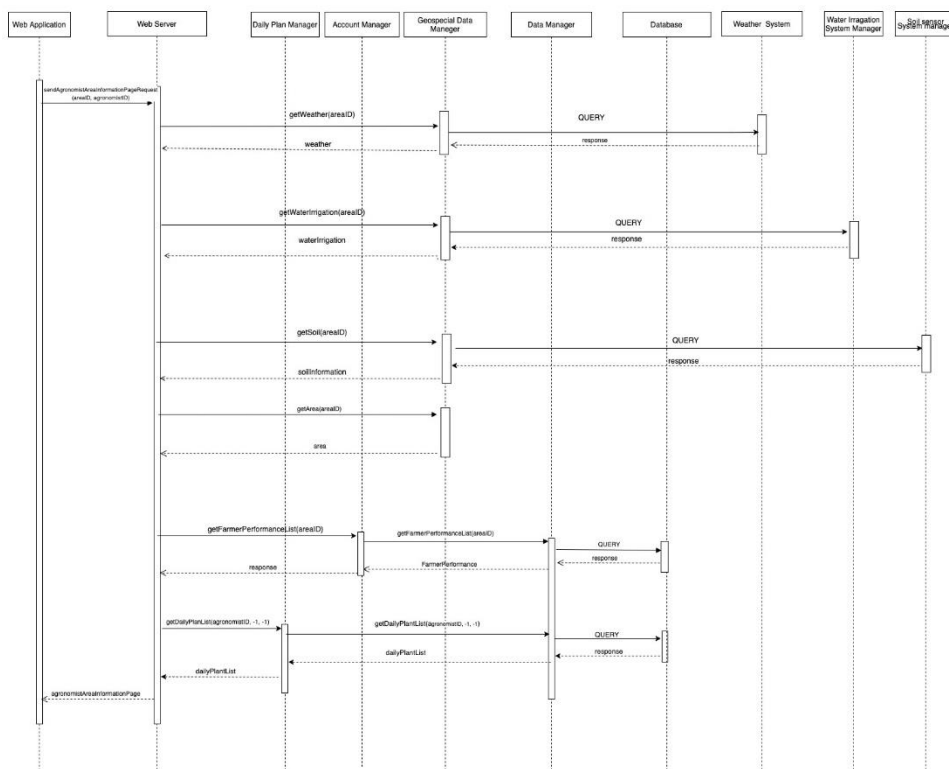 Web Application
Web Server
Daily Plan Manager
Account Manager
Geospecial Data
Maneger
Data Manager
Database
Weather System
Water Irragation
System Manager
Soil sensor
System manager
sendAgronomistAreaInformationPageRequest
(areaID, agronomistID)
getWeather(areaID)
QUERY
response
weather
getWaterIrrigation(areaID)
QUERY
response
waterIrrigation
getSoil(areaID)
QUERY
response
soilInformation
getArea(areaID)
area
getFarmerPerformanceList(areaID)
getFarmerPerformanceList(areaID)
QUERY
response
FarmerPerformance
response
getDailyPlanList(agronomistID, -1, -1)
getDailyPlantList(agronomistID, -1, -1)
QUERY
response
dailyPlantList
dailyPlantList
agronomistAreaInformationPage